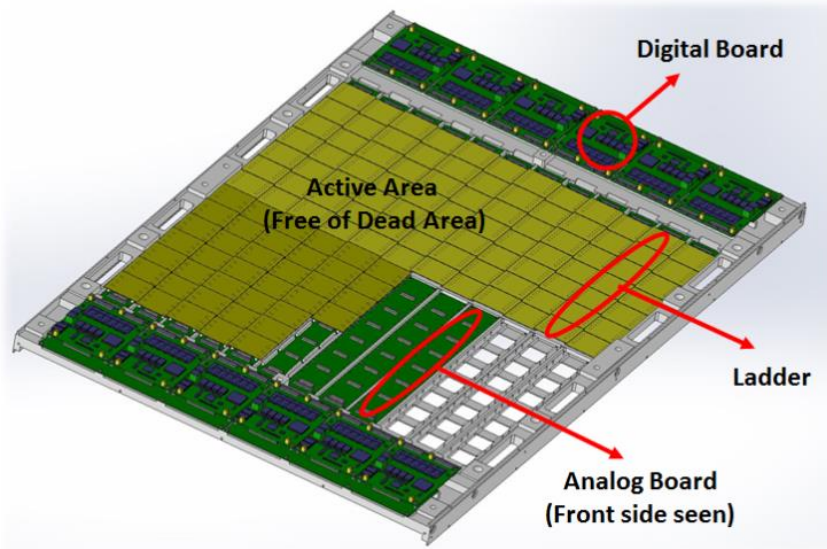 Digital Board
Active Area
(Free of Dead Area)
Ladder
Analog Board
(Front side seen)